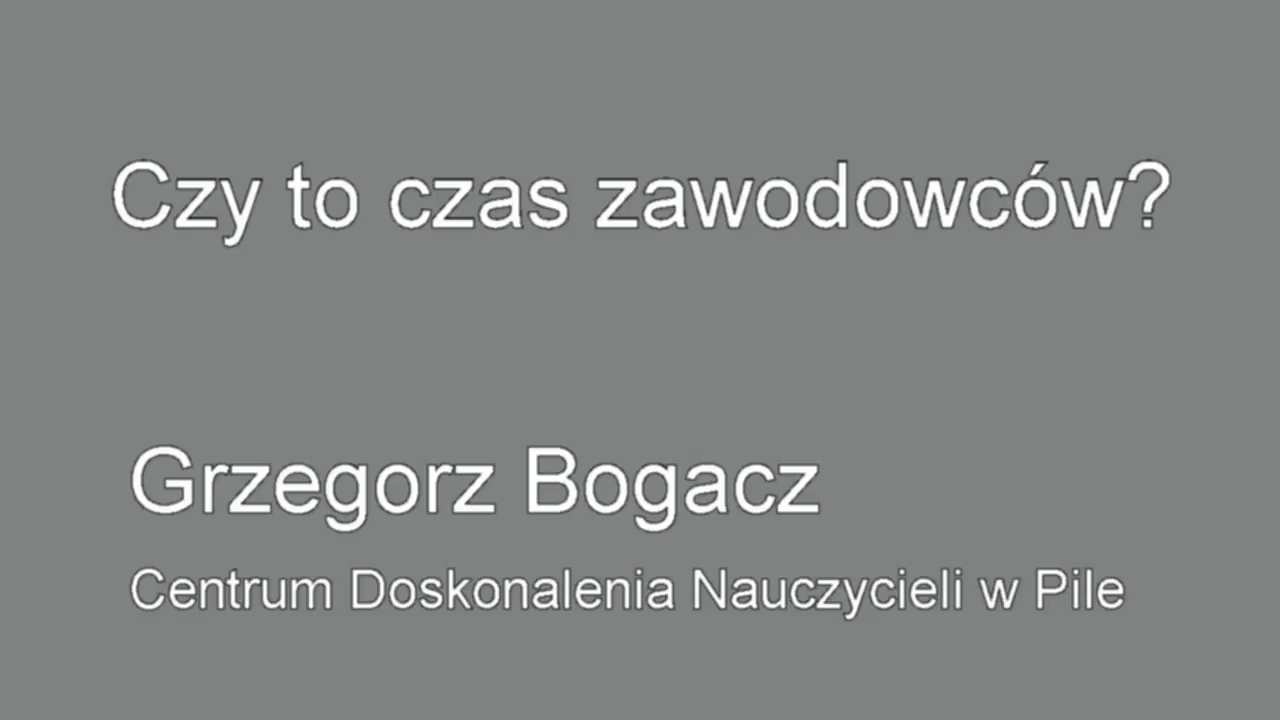 Czy to czas zawodowców?
Grzegorz Bogacz
Centrum Doskonalenia Nauczycieli w Pile